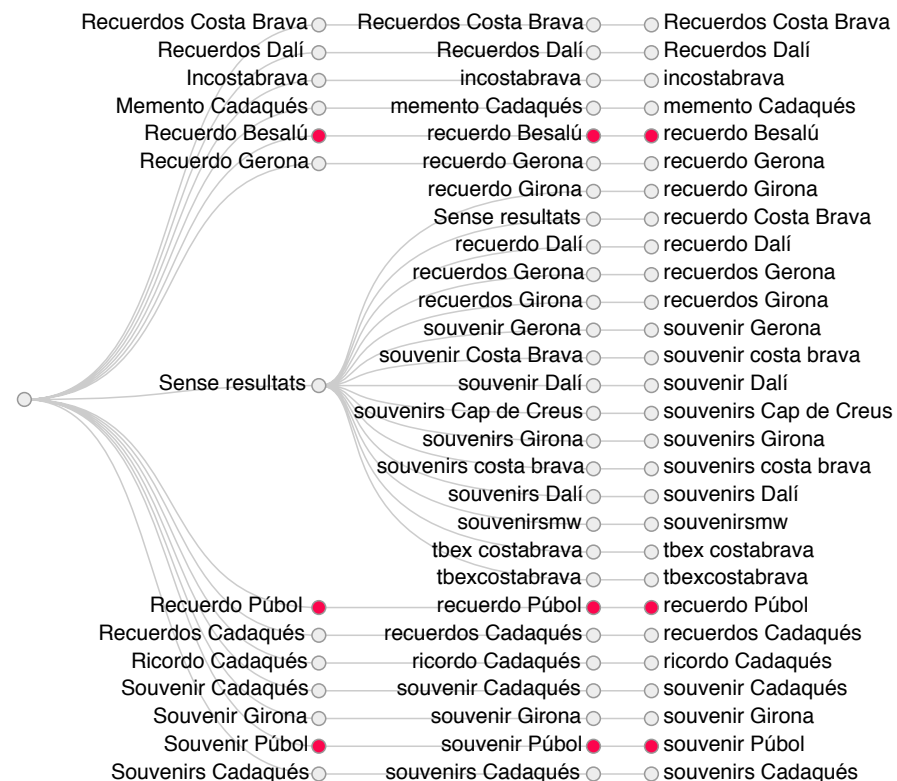 Recuerdos Costa Brava Recuerdos Costa Brava Recuerdos Costa Brava
Recuerdos Dalí Recuerdos Dalí Recuerdos Dalí
Incostabrava incostabrava incostabrava
Memento Cadaqués memento Cadaqués memento Cadaqués
Recuerdo Besalú recuerdo Besalú recuerdo Besalú
Recuerdo Gerona recuerdo Gerona recuerdo Gerona
recuerdo Girona recuerdo Girona
Sense resultats recuerdo Costa Brava
recuerdo Dalí recuerdo Dalí
recuerdos Gerona recuerdos Gerona
recuerdos Girona recuerdos Girona
souvenir Gerona souvenir Gerona
souvenir Costa Brava souvenir costa brava
Sense resultats souvenir Dalí souvenir Dalí
souvenirs Cap de Creus souvenirs Cap de Creus
souvenirs Girona souvenirs Girona
souvenirs costa brava souvenirs costa brava
souvenirs Dalí souvenirs Dalí
souvenirsmw souvenirsmw
tbex costabrava tbex costabrava
tbexcostabrava tbexcostabrava
Recuerdo Púbol recuerdo Púbol recuerdo Púbol
Recuerdos Cadaqués recuerdos Cadaqués recuerdos Cadaqués
Ricordo Cadaqués ricordo Cadaqués ricordo Cadaqués
Souvenir Cadaqués souvenir Cadaqués souvenir Cadaqués
Souvenir Girona souvenir Girona souvenir Girona
Souvenir Púbol souvenir Púbol souvenir Púbol
Souvenirs Cadaqués souvenirs Cadaqués souvenirs Cadaqués